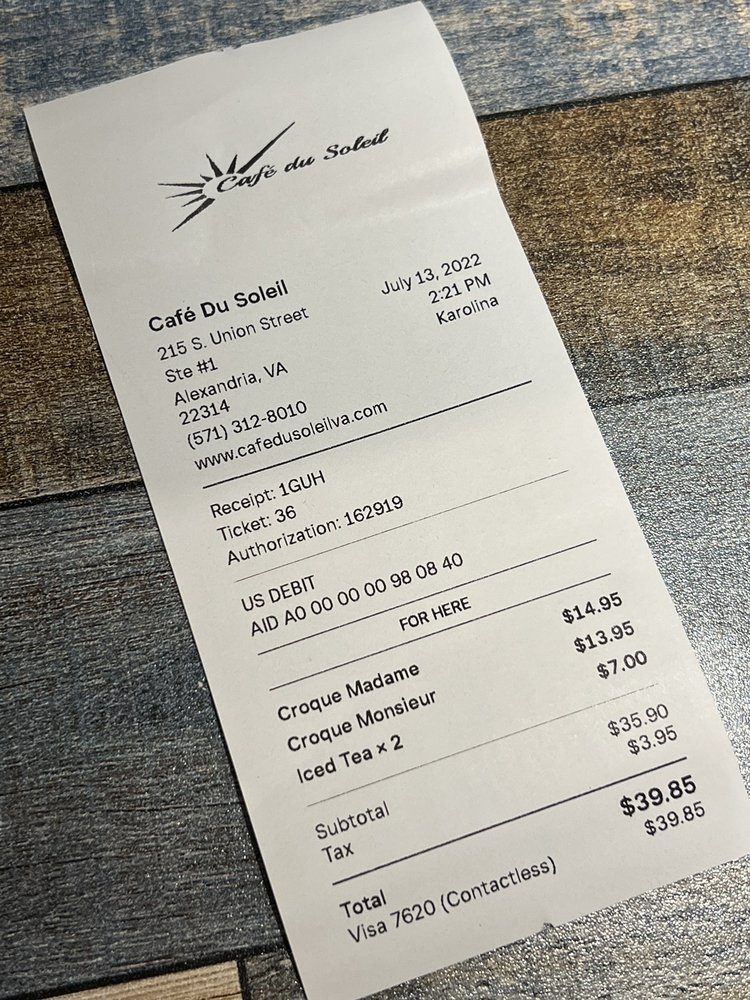 Café du Soleil
Café Du Soleil
215 S. Union Street
Ste #1
Alexandria, VA
22314
(571) 312-8010
www.cafedusoleilva.com
July 13, 2022
2:21 PM
Karolina
Receipt: 1GUH
Ticket: 36
Authorization: 162919
US DEBIT
AID A0 00 00 00 98 08 40
FOR HERE
Croque Madame $14.95
Croque Monsieur $13.95
Iced Tea × 2 $7.00
Subtotal $35.90
Tax $3.95
Total $39.85
Visa 7620 (Contactless) $39.85